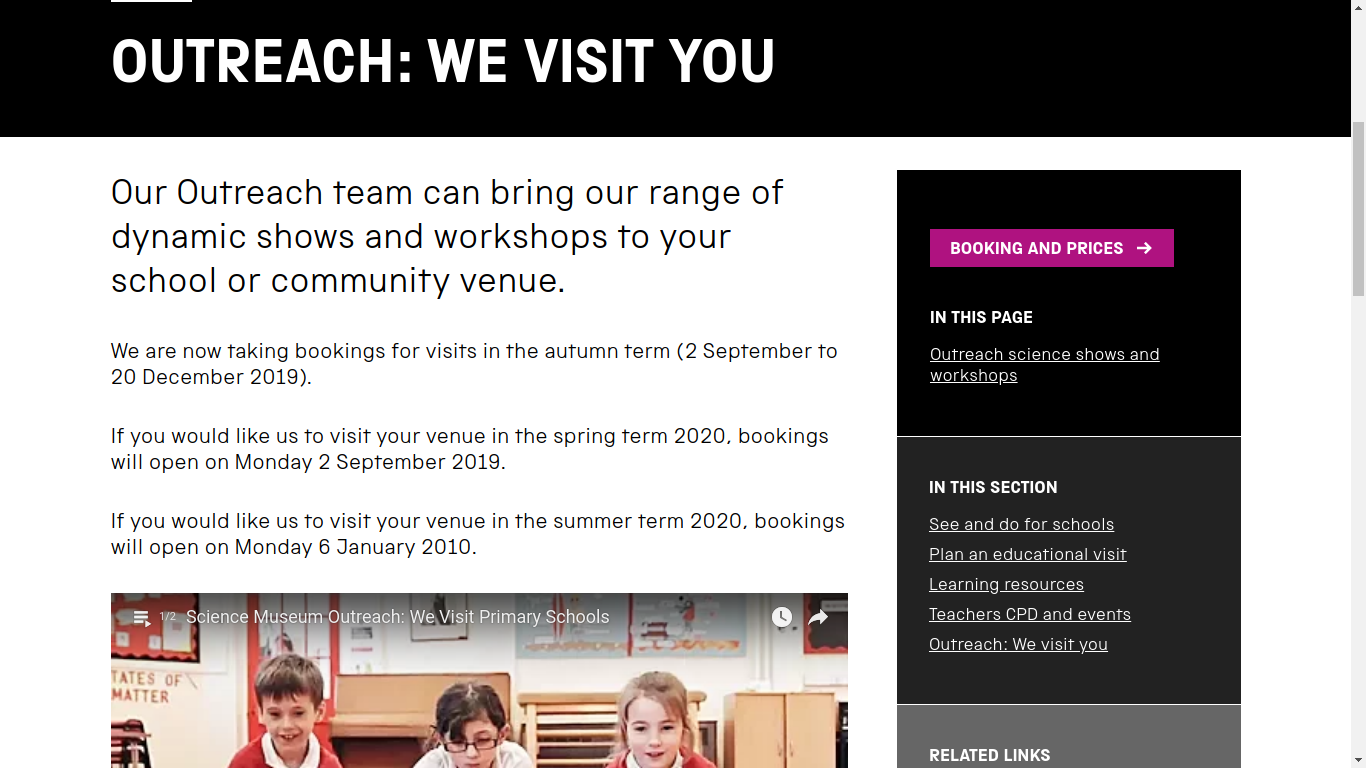 OUTREACH: WE VISIT YOU
Our Outreach team can bring our range of
dynamic shows and workshops to your
school or community venue.
We are now taking bookings for visits in the autumn term (2 September to
20 December 2019).
If you would like us to visit your venue in the spring term 2020, bookings
will open on Monday 2 September 2019.
If you would like us to visit your venue in the summer term 2020, bookings
will open on Monday 6 January 2010.
1/2 Science Museum Outreach: We Visit Primary Schools
TATES OF
MATTER
BOOKING AND PRICES →
IN THIS PAGE
Outreach science shows and
workshops
IN THIS SECTION
See and do for schools
Plan an educational visit
Learning resources
Teachers CPD and events
Outreach: We visit you
RELATED LINKS